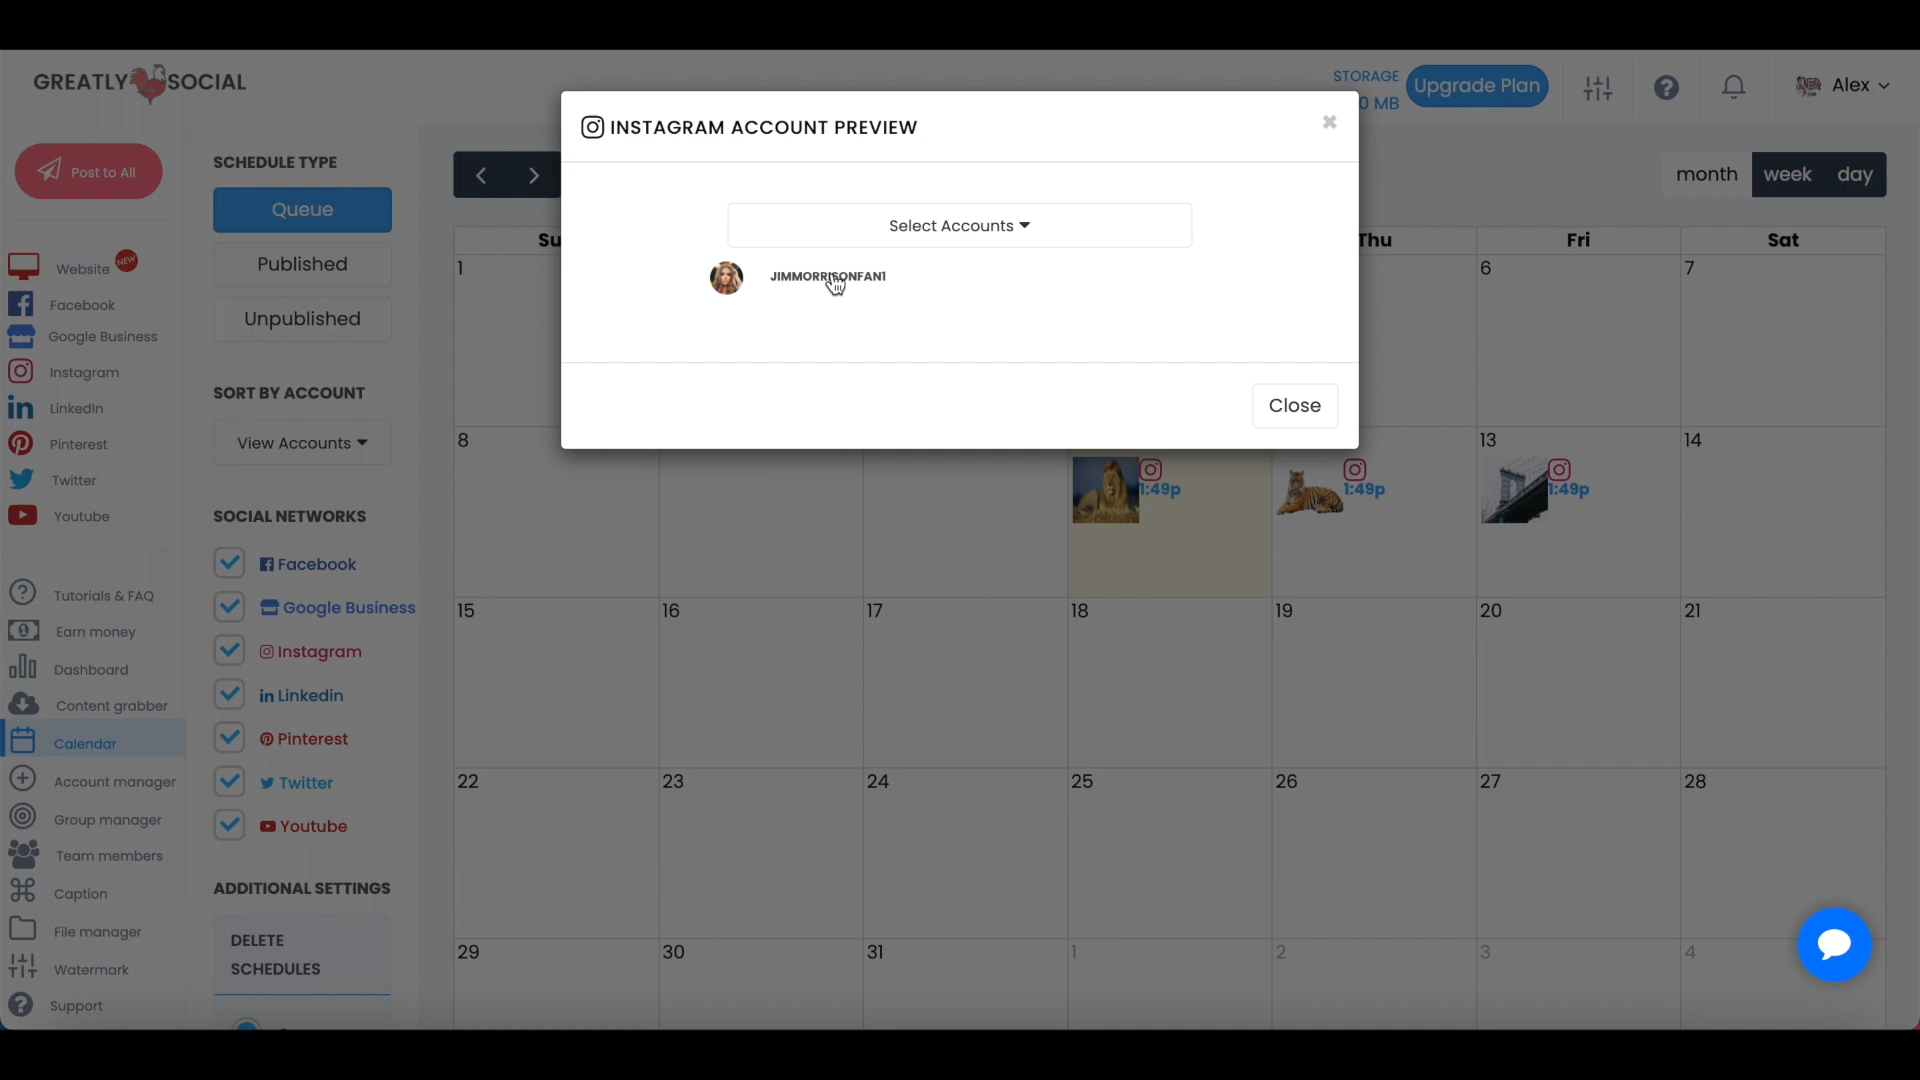 GREATLY SOCIAL
STORAGE
0 MB
Upgrade Plan
Alex
Post to All
Website NEW
Facebook
Google Business
Instagram
LinkedIn
Pinterest
Twitter
Youtube
Tutorials & FAQ
Earn money
Dashboard
Content grabber
Calendar
Account manager
Group manager
Team members
Caption
File manager
Watermark
Support
SCHEDULE TYPE
Queue
Published
Unpublished
SORT BY ACCOUNT
View Accounts
SOCIAL NETWORKS
Facebook
Google Business
Instagram
Linkedin
Pinterest
Twitter
Youtube
ADDITIONAL SETTINGS
DELETE
SCHEDULES
INSTAGRAM ACCOUNT PREVIEW
Select Accounts
JIMMORRISONFAN1
Close
month week day
Su Thu Fri Sat
1 6 7
8 13 14
1:49p 1:49p 1:49p
15 16 17 18 19 20 21
22 23 24 25 26 27 28
29 30 31 1 2 3 4